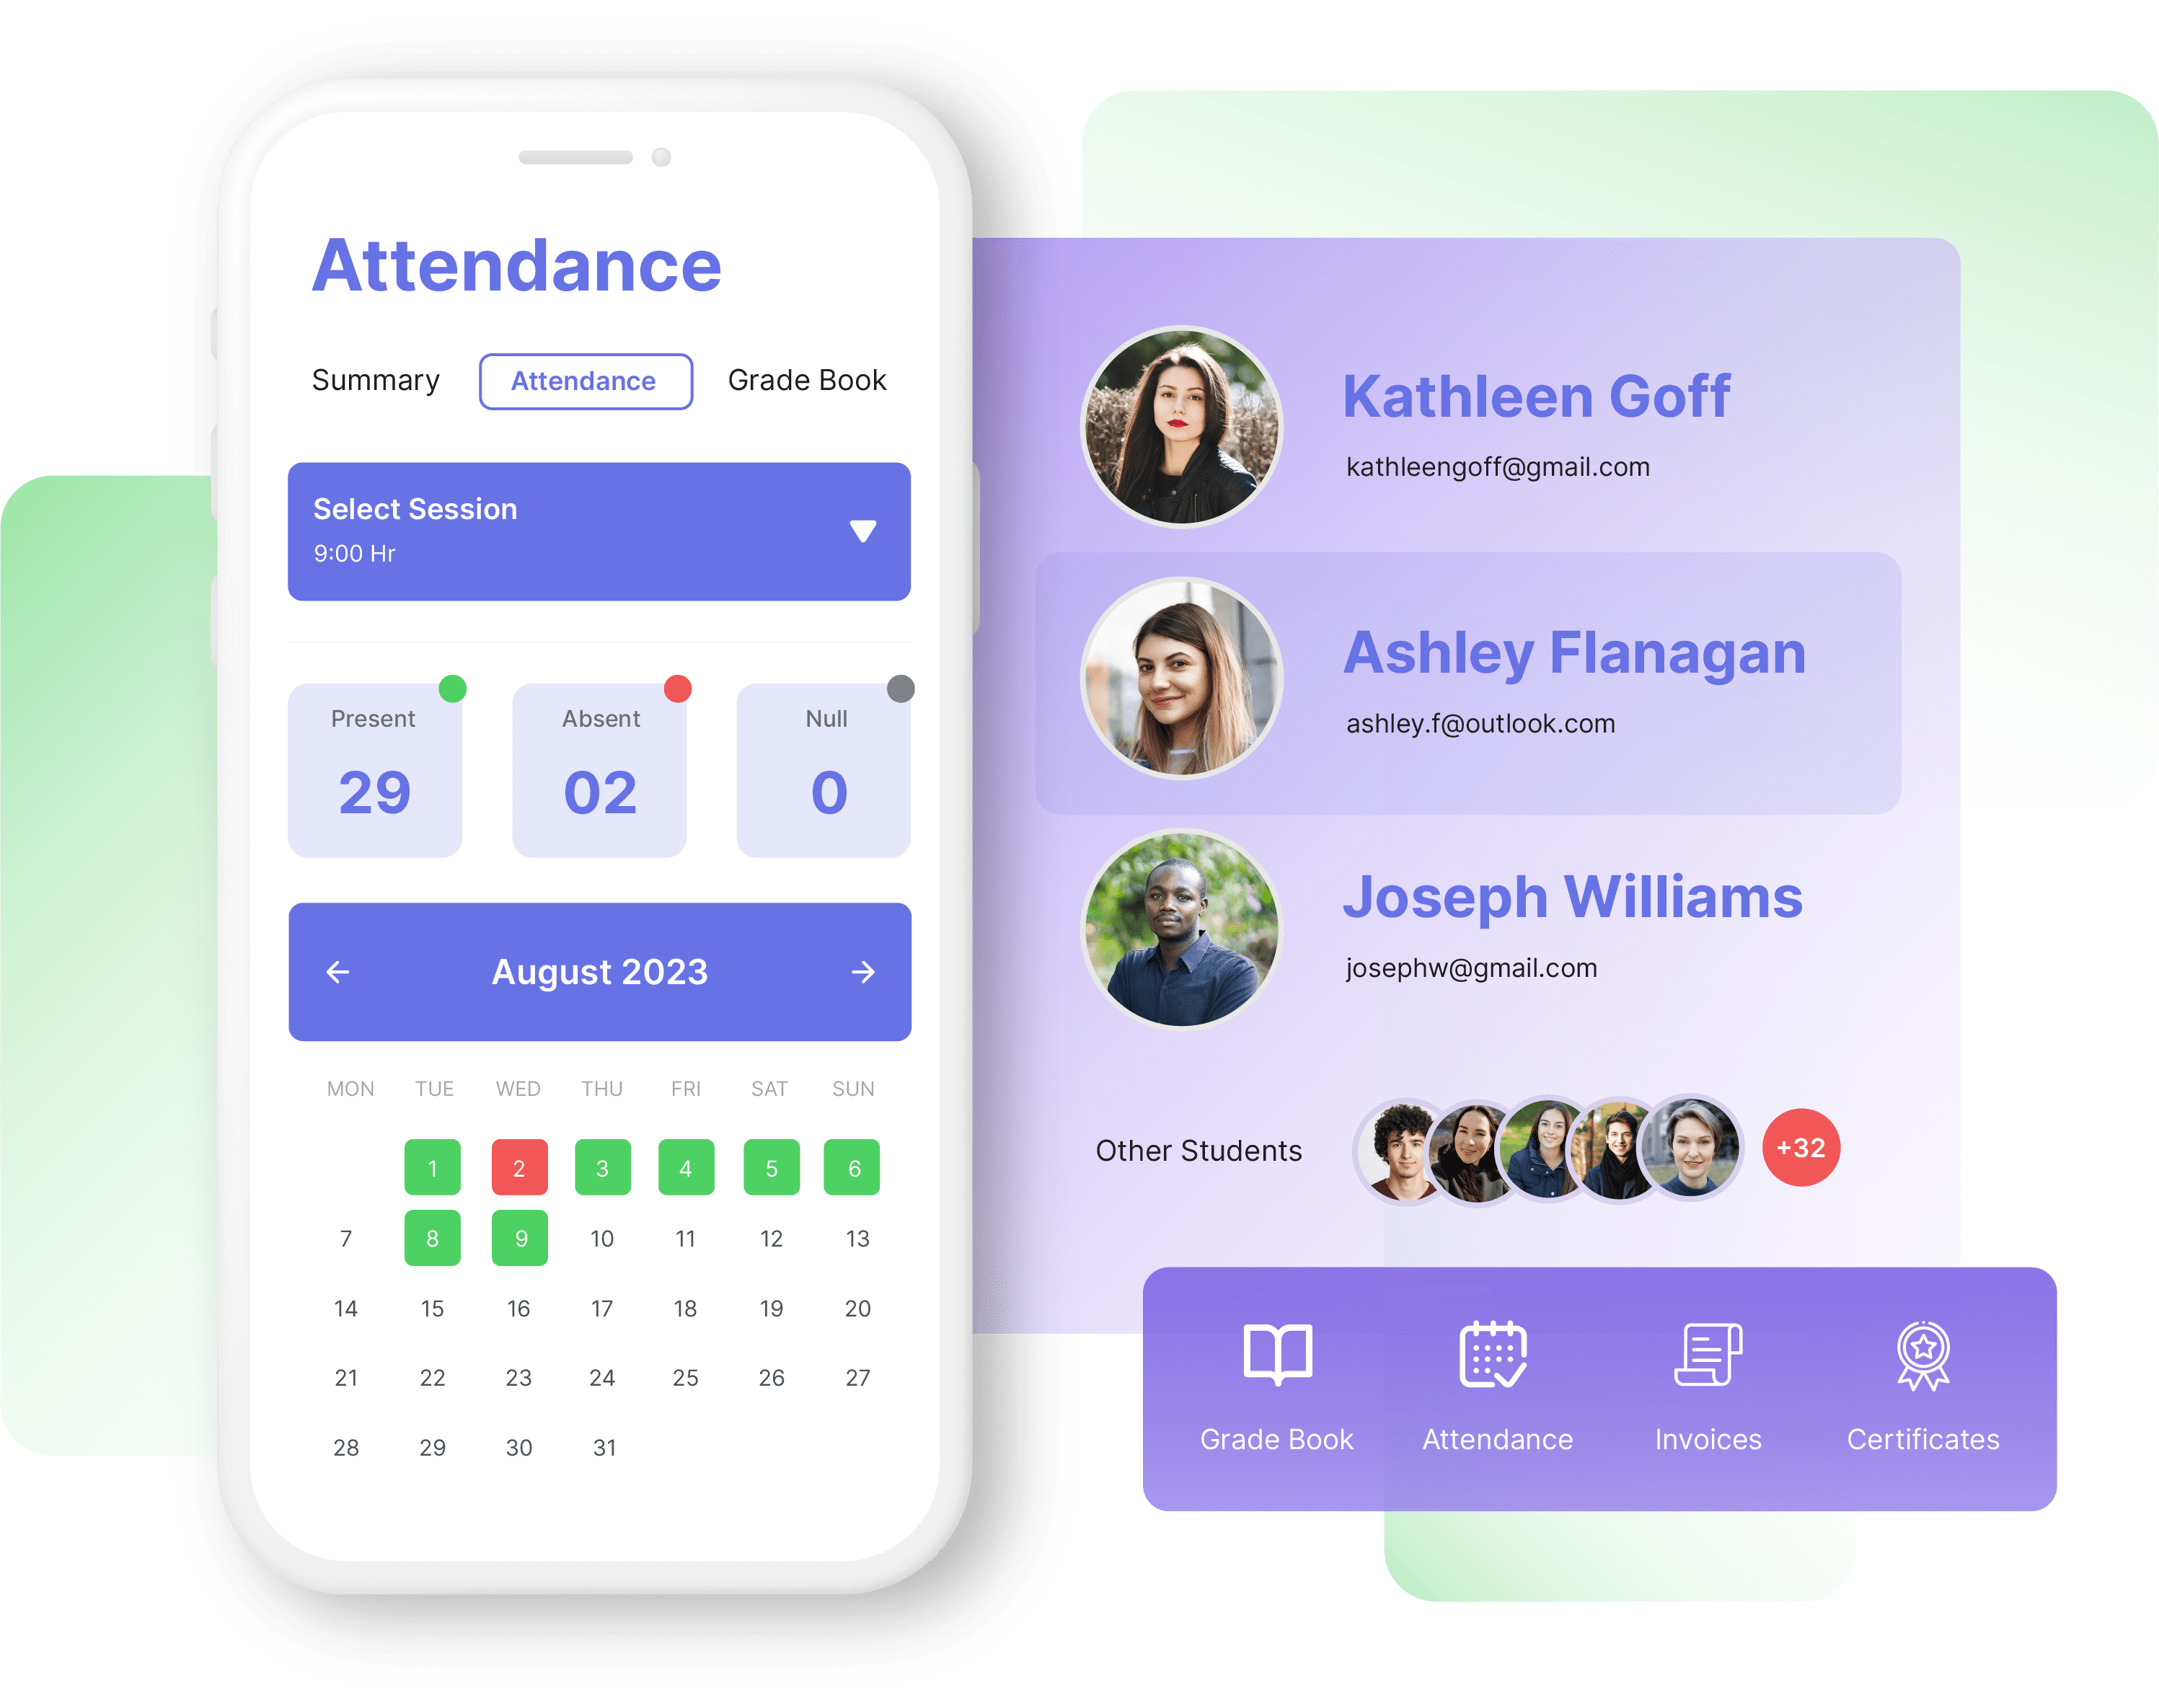 Attendance
Summary Attendance Grade Book
Select Session
9:00 Hr
Present Absent Null
29 02 0
August 2023
MON TUE WED THU FRI SAT SUN
1 2 3 4 5 6
7 8 9 10 11 12 13
14 15 16 17 18 19 20
21 22 23 24 25 26 27
28 29 30 31
Kathleen Goff
kathleengoff@gmail.com
Ashley Flanagan
ashley.f@outlook.com
Joseph Williams
josephw@gmail.com
Other Students +32
Grade Book Attendance Invoices Certificates